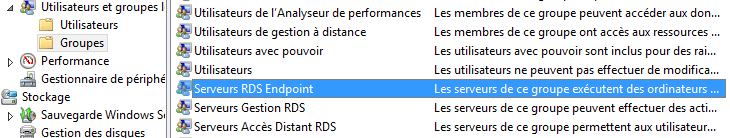 Utilisateurs et groupes l
Utilisateurs
Groupes
Performance
Gestionnaire de périphé
Stockage
Sauvegarde Windows S
Gestion des disques
Utilisateurs de l'Analyseur de performances Les membres de ce groupe peuvent accéder aux don...
Utilisateurs de gestion à distance Les membres de ce groupe ont accès aux ressources ...
Utilisateurs avec pouvoir Les utilisateurs avec pouvoir sont inclus pour des rai...
Utilisateurs Les utilisateurs ne peuvent pas effectuer de modifica...
Serveurs RDS Endpoint Les serveurs de ce groupe exécutent des ordinateurs ...
Serveurs Gestion RDS Les serveurs de ce groupe peuvent effectuer des acti...
Serveurs Accès Distant RDS Les serveurs de ce groupe permettent aux utilisateur...